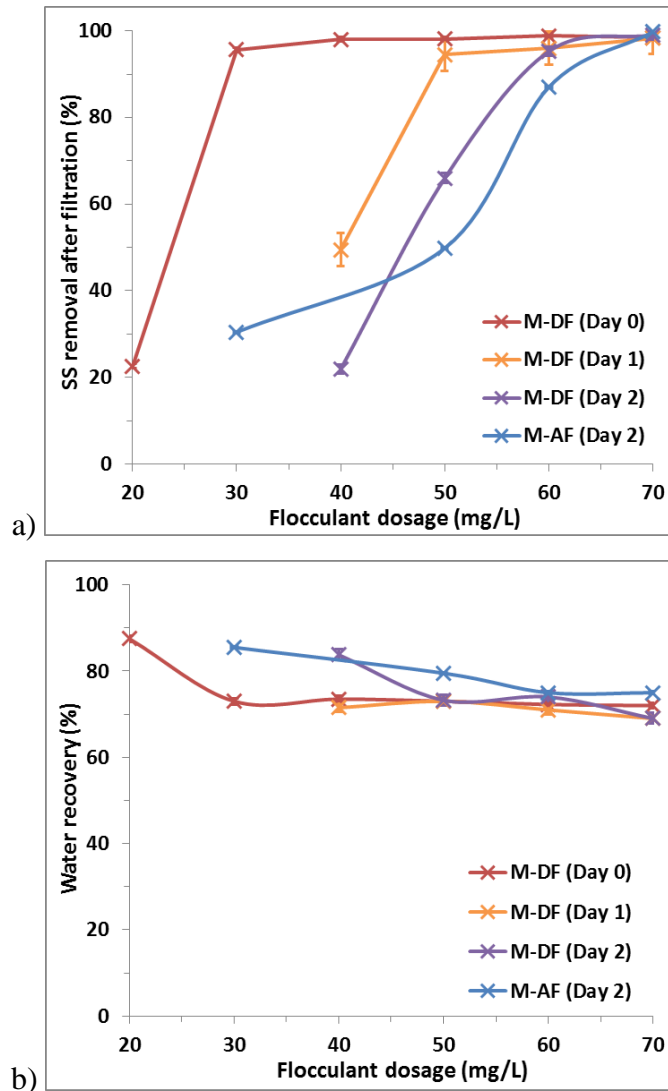 100
80
60
40
20
0
SS removal after filtration (%)
M-DF (Day 0)
M-DF (Day 1)
M-DF (Day 2)
M-AF (Day 2)
20 30 40 50 60 70
Flocculant dosage (mg/L)
a)
100
80
60
40
20
0
Water recovery (%)
M-DF (Day 0)
M-DF (Day 1)
M-DF (Day 2)
M-AF (Day 2)
20 30 40 50 60 70
Flocculant dosage (mg/L)
b)